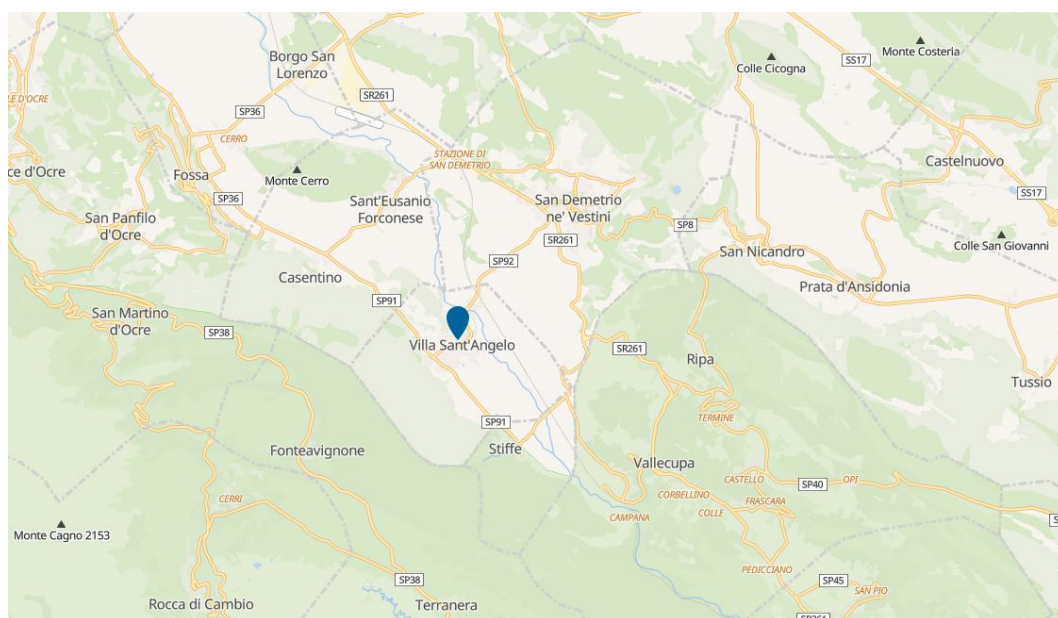 Monte Costeria
Borgo San
Lorenzo
SS17
Colle Cicogna
SR261
SP36
CERRO
STAZIONE DI
SAN DEMETRIO
Castelnuovo
ce d'Ocre
Fossa
Monte Cerro
SS17
SP36
Sant'Eusanio
Forconese
San Demetrio
ne' Vestini
San Panfilo
d'Ocre
SP8
SR261
San Nicandro
Colle San Giovanni
SP92
Casentino
Prata d'Ansidonia
SP91
San Martino
d'Ocre
SP38
Villa Sant'Angelo
SR261
Ripa
Tussio
TERMINE
SP91
Stiffe
Fonteavignone
Vallecupa
CASTELLO
OPI
SP40
CORBELLINO
FRASCARA
CERRI
COLLE
CAMPANA
Monte Cagno 2153
PEDICCIANO
SP38
SP45
SAN PIO
Rocca di Cambio
Terranera
SR261